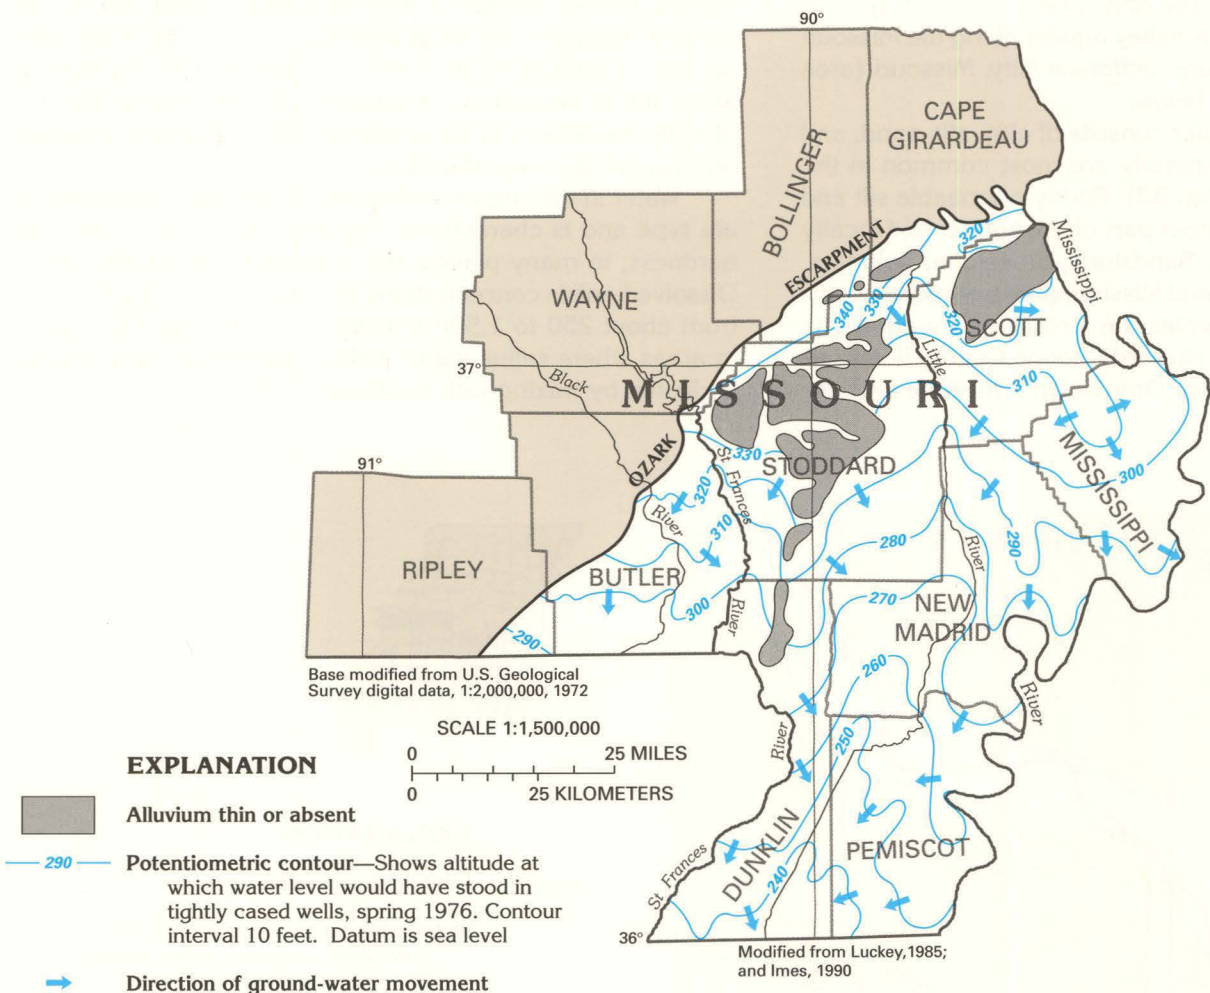 90°
CAPE
GIRARDEAU
BOLLINGER
320
Mississippi
ESCARPMENT
WAYNE
340
330
320
SCOTT
37°
Black
Little
310
MISSOURI
91°
OZARK
330
St Frances
STODDARD
MISSISSIPPI
300
320
River
310
280
290
River
RIPLEY
BUTLER
300
River
270
NEW
MADRID
290
Base modified from U.S. Geological
Survey digital data, 1:2,000,000, 1972
260
River
SCALE 1:1,500,000
0 25 MILES
0 25 KILOMETERS
River
250
EXPLANATION
Alluvium thin or absent
DUNKLIN
PEMISCOT
St Frances
240
290 Potentiometric contour—Shows altitude at
which water level would have stood in
tightly cased wells, spring 1976. Contour
interval 10 feet. Datum is sea level
36°
Modified from Luckey,1985;
and Imes, 1990
Direction of ground-water movement